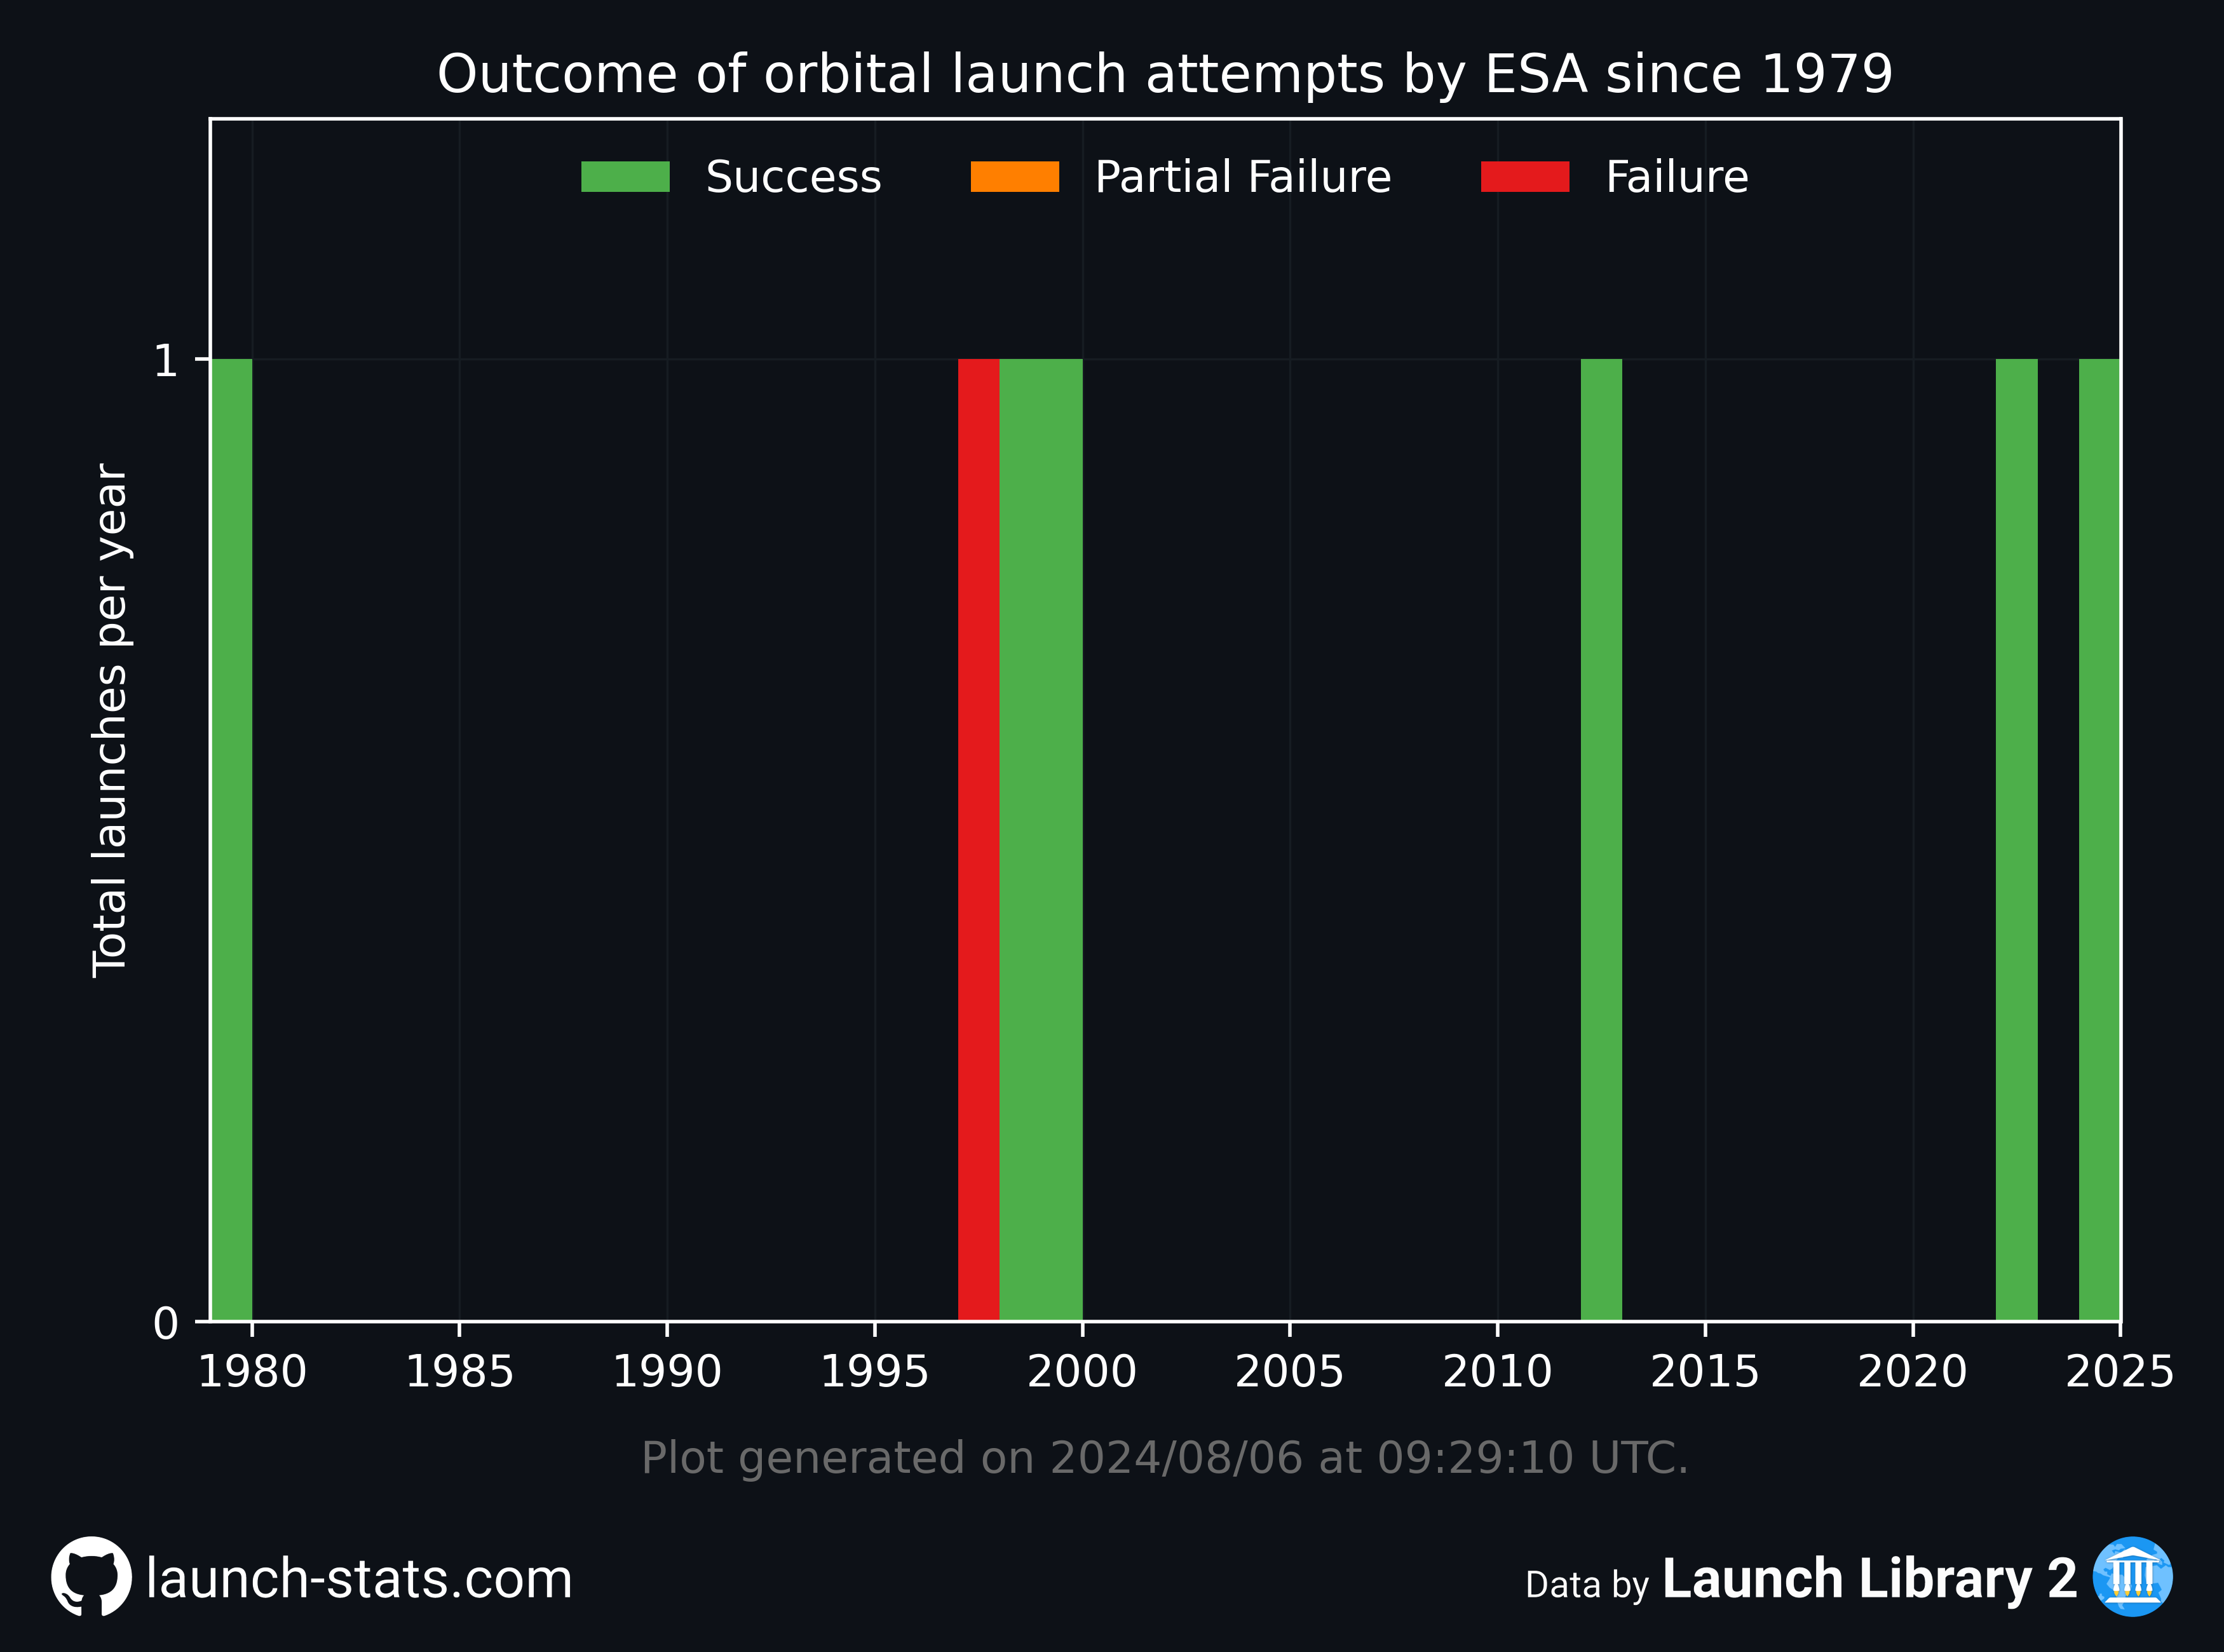 Outcome of orbital launch attempts by ESA since 1979
Success Partial Failure Failure
Total launches per year
1
0
1980 1985 1990 1995 2000 2005 2010 2015 2020 2025
Plot generated on 2024/08/06 at 09:29:10 UTC.
launch-stats.com
Data by Launch Library 2